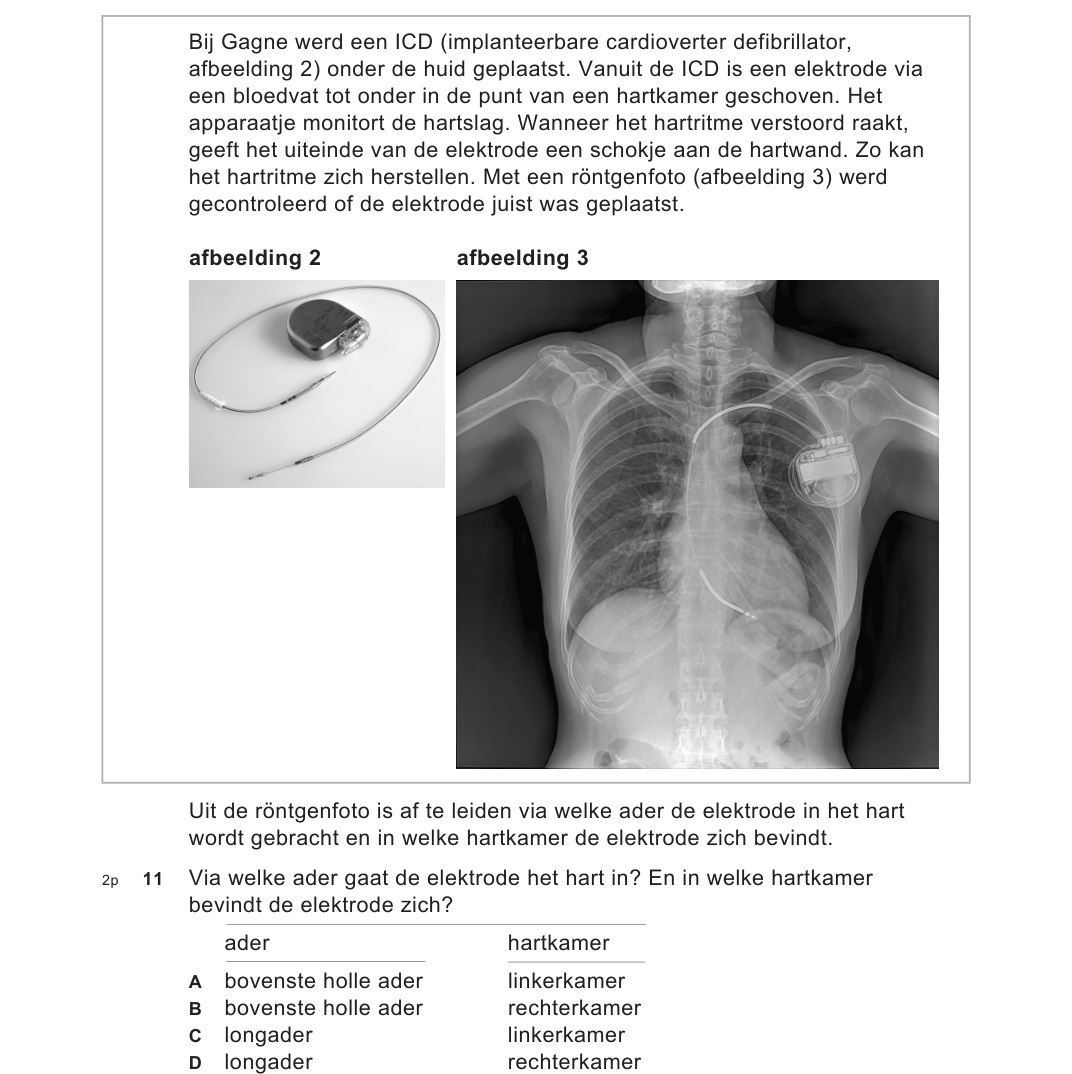 Bij Gagne werd een ICD (implanteerbare cardioverter defibrillator,
afbeelding 2) onder de huid geplaatst. Vanuit de ICD is een elektrode via
een bloedvat tot onder in de punt van een hartkamer geschoven. Het
apparaatje monitort de hartslag. Wanneer het hartritme verstoord raakt,
geeft het uiteinde van de elektrode een schokje aan de hartwand. Zo kan
het hartritme zich herstellen. Met een röntgenfoto (afbeelding 3) werd
gecontroleerd of de elektrode juist was geplaatst.
afbeelding 2 afbeelding 3
Uit de röntgenfoto is af te leiden via welke ader de elektrode in het hart
wordt gebracht en in welke hartkamer de elektrode zich bevindt.
2p 11 Via welke ader gaat de elektrode het hart in? En in welke hartkamer
bevindt de elektrode zich?
ader hartkamer
A bovenste holle ader linkerkamer
B bovenste holle ader rechterkamer
C longader linkerkamer
D longader rechterkamer